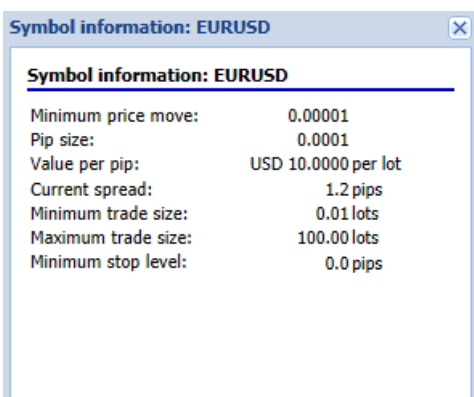 Symbol information: EURUSD
Symbol information: EURUSD
Minimum price move: 0.00001
Pip size: 0.0001
Value per pip: USD 10.0000 per lot
Current spread: 1.2 pips
Minimum trade size: 0.01 lots
Maximum trade size: 100.00 lots
Minimum stop level: 0.0 pips